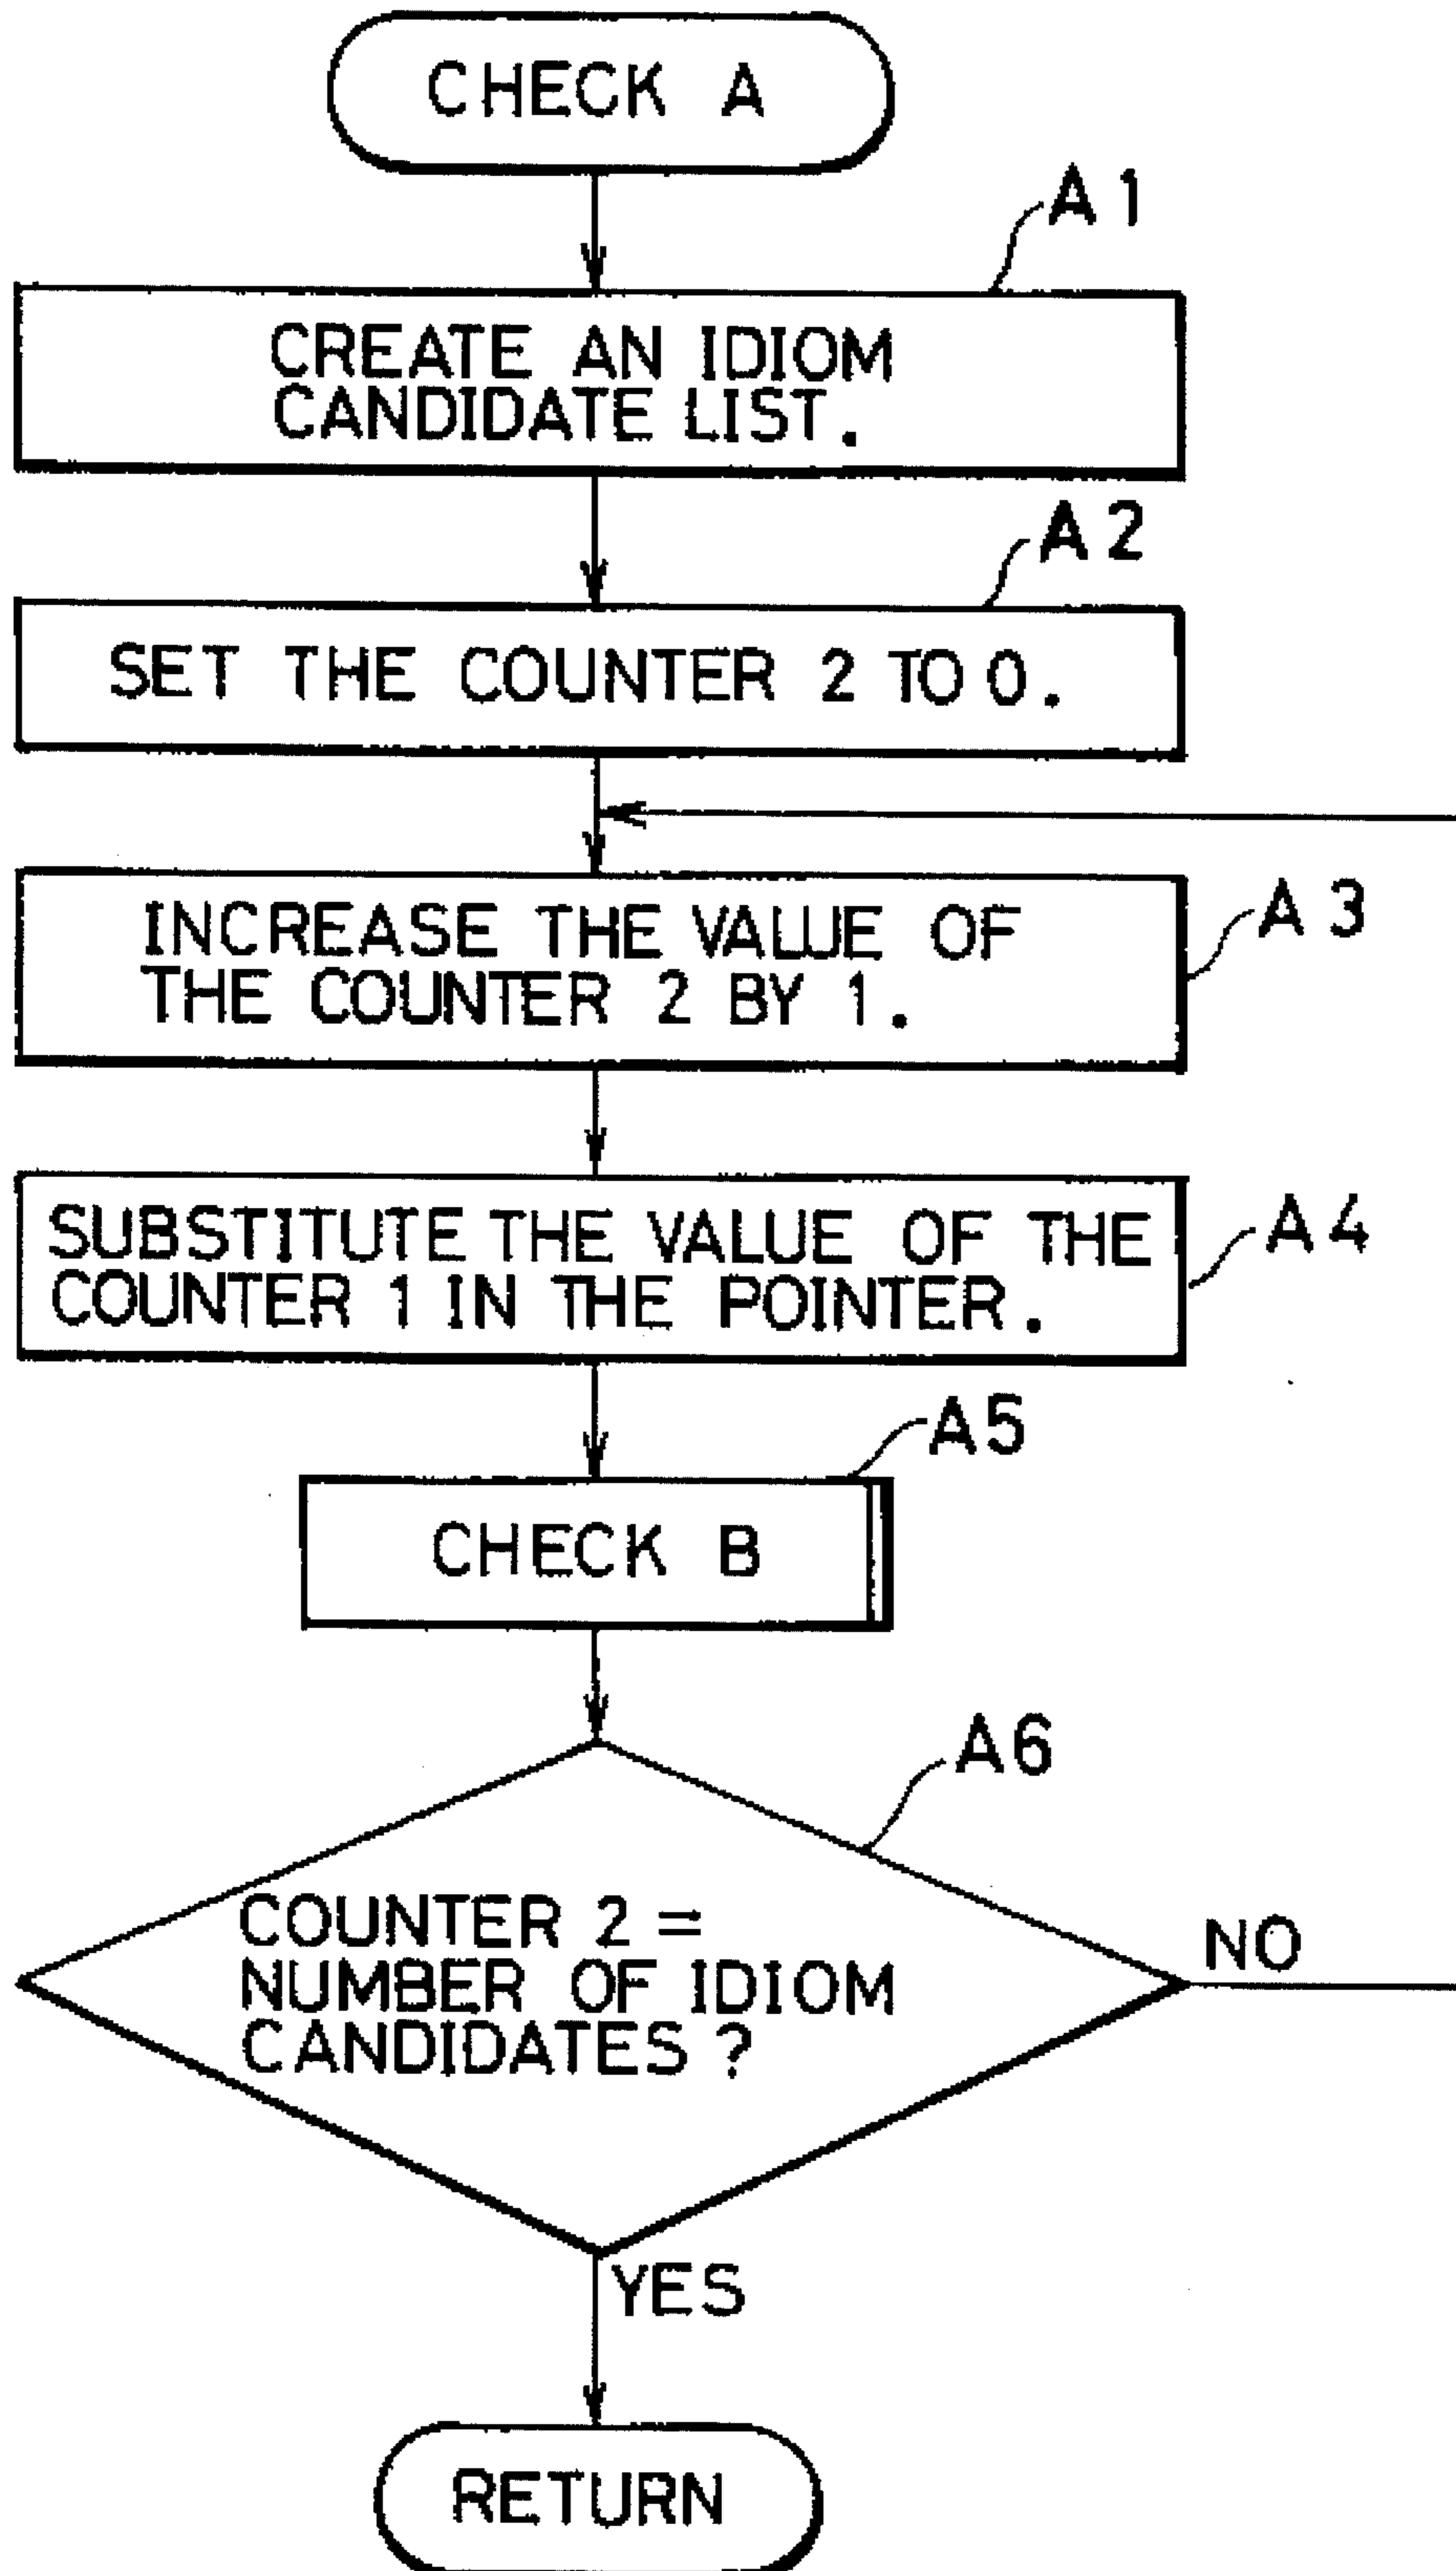 CHECK A
A1
CREATE AN IDIOM
CANDIDATE LIST.
A2
SET THE COUNTER 2 TO 0.
INCREASE THE VALUE OF
THE COUNTER 2 BY 1.
A3
SUBSTITUTE THE VALUE OF THE
COUNTER 1 IN THE POINTER.
A4
A5
CHECK B
A6
COUNTER 2 =
NUMBER OF IDIOM
CANDIDATES ?
NO
YES
RETURN